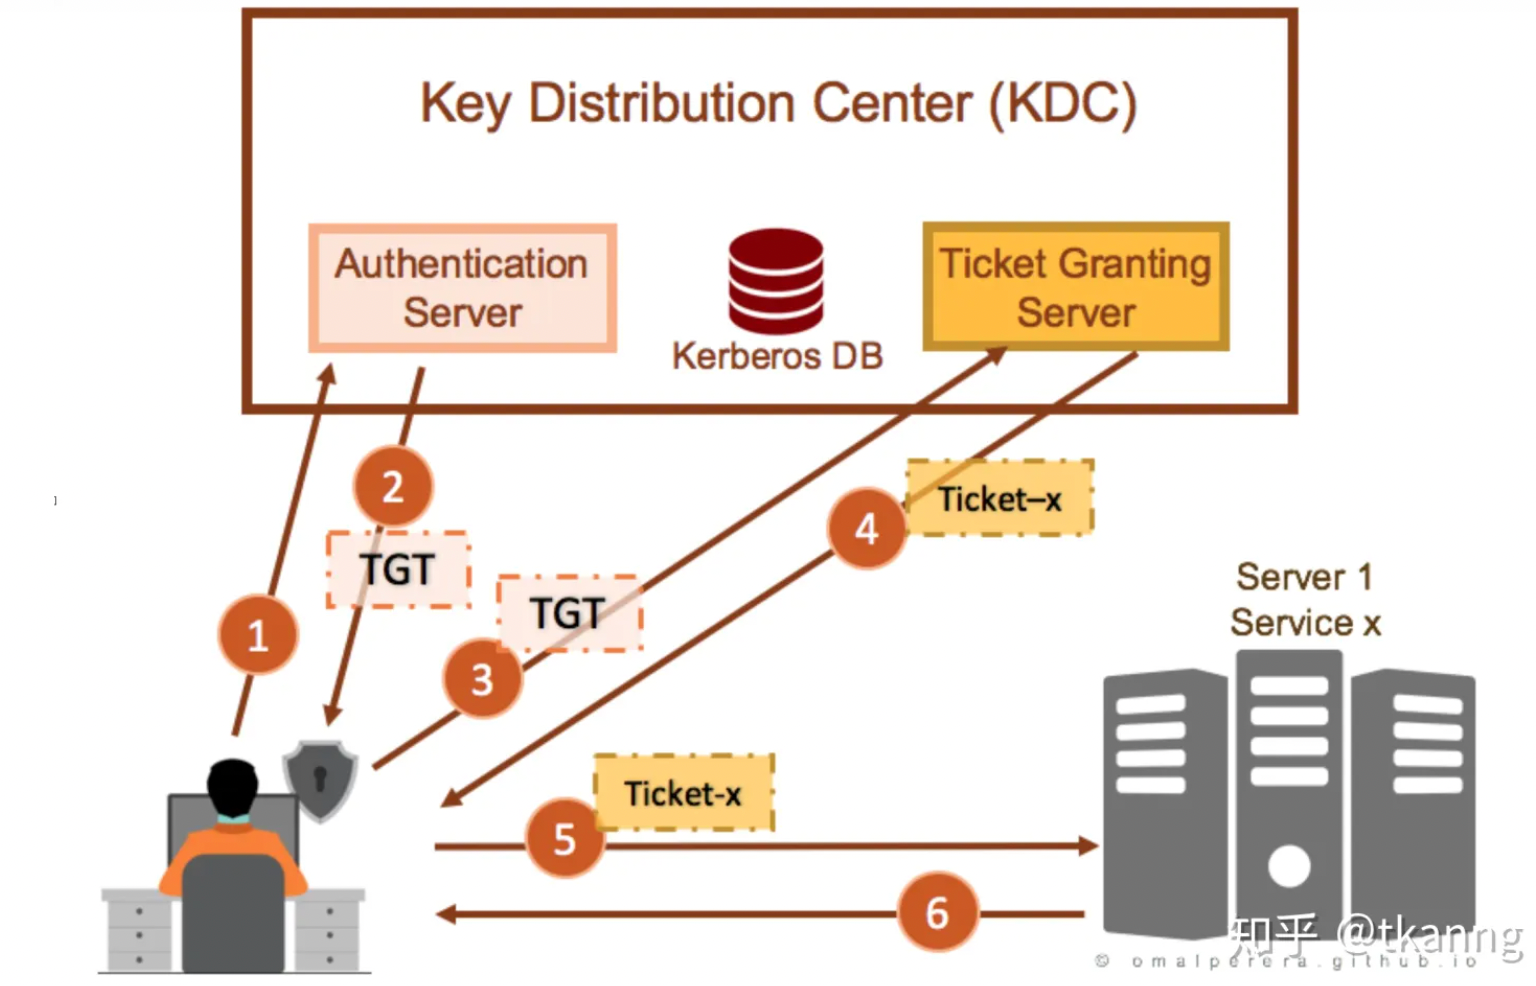 Key Distribution Center (KDC)
Authentication
Server
Kerberos DB
Ticket Granting
Server
1
2
TGT
3
TGT
4
Ticket–x
Server 1
Service x
5
Ticket-x
6
知乎 @tkanng
© omalperera.github.io